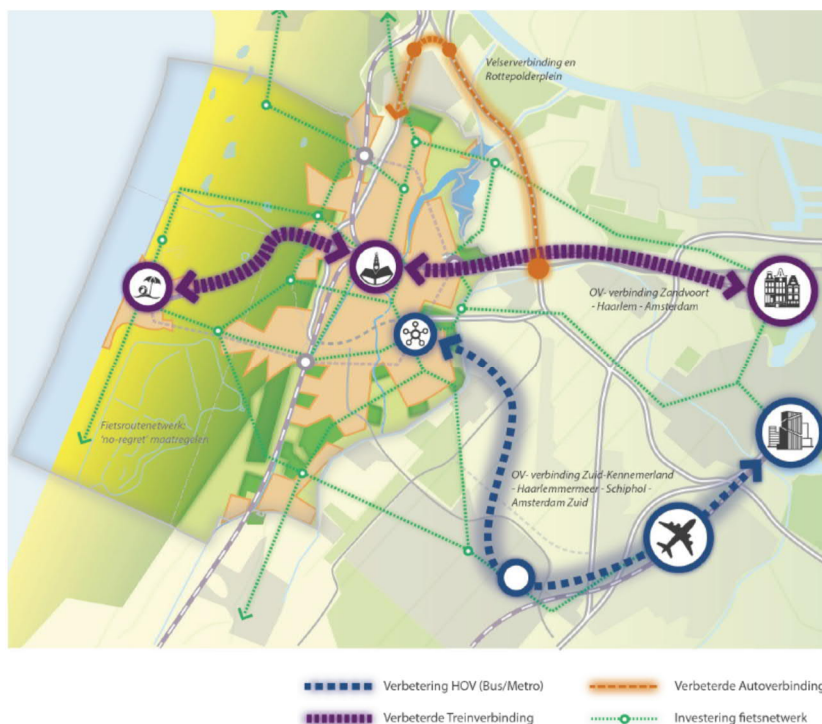 Velserverbinding en
Rottepolderplein
OV- verbinding Zandvoort
- Haarlem - Amsterdam
Fietsroutenetwerk:
'no-regret' maatregelen
OV- verbinding Zuid-Kennemerland
- Haarlemmermeer - Schiphol -
Amsterdam Zuid
Verbetering HOV (Bus/Metro)
Verbeterde Autoverbinding
Verbeterde Treinverbinding
Investering fietsnetwerk